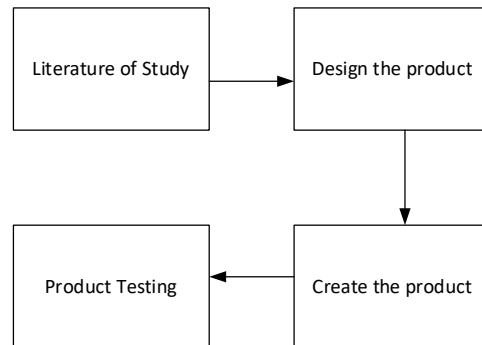 Literature of Study
Design the product
Product Testing
Create the product